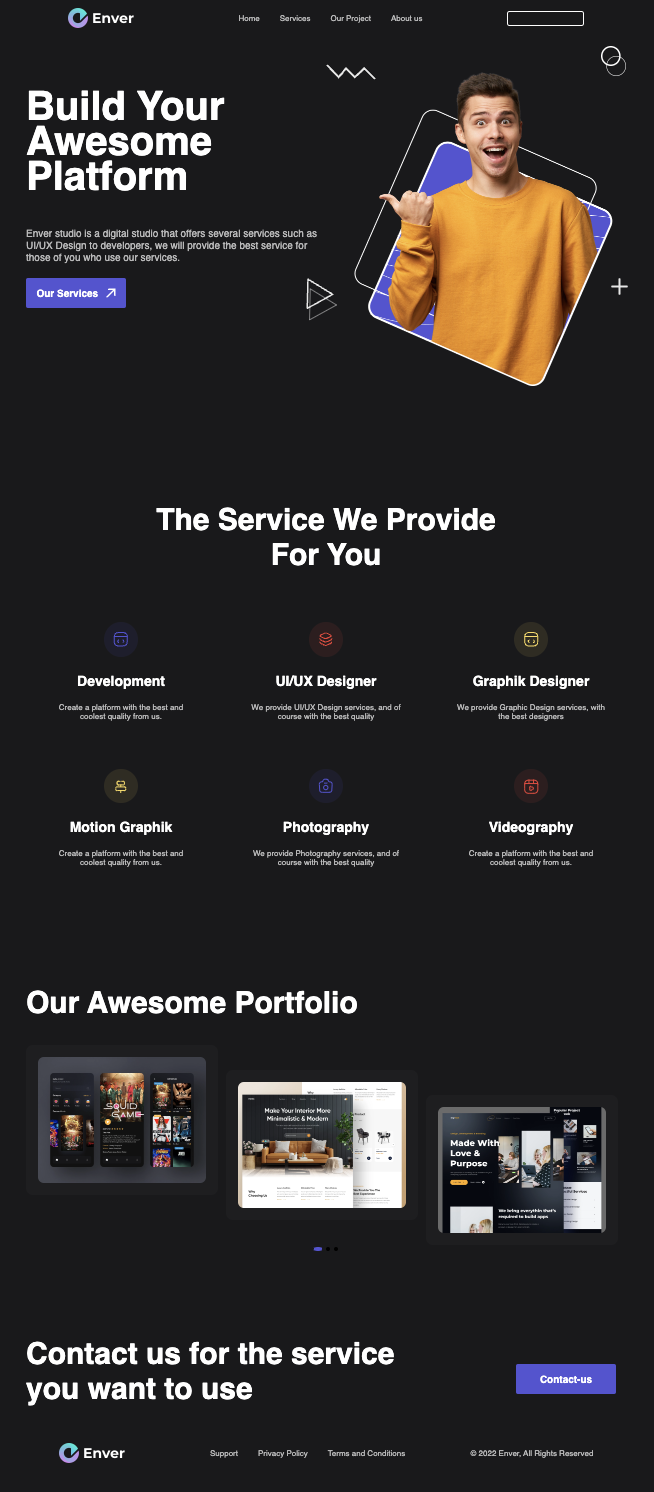 Enver
Home Services Our Project About us
Build Your
Awesome
Platform
Enver studio is a digital studio that offers several services such as
UI/UX Design to developers, we will provide the best service for
those of you who use our services.
Our Services
The Service We Provide
For You
Development
Create a platform with the best and
coolest quality from us.
UI/UX Designer
We provide UI/UX Design services, and of
course with the best quality
Graphik Designer
We provide Graphic Design services, with
the best designers
Motion Graphik
Create a platform with the best and
coolest quality from us.
Photography
We provide Photography services, and of
course with the best quality
Videography
Create a platform with the best and
coolest quality from us.
Our Awesome Portfolio
SQUID
GAME
Make Your Interior More
Minimalistic & Modern
Why
Choosing Us
Popular Project
Made With
Love &
Purpose
We bring everythin that's
required to build apps
Contact us for the service
you want to use
Contact-us
Enver
Support Privacy Policy Terms and Conditions
© 2022 Enver, All Rights Reserved